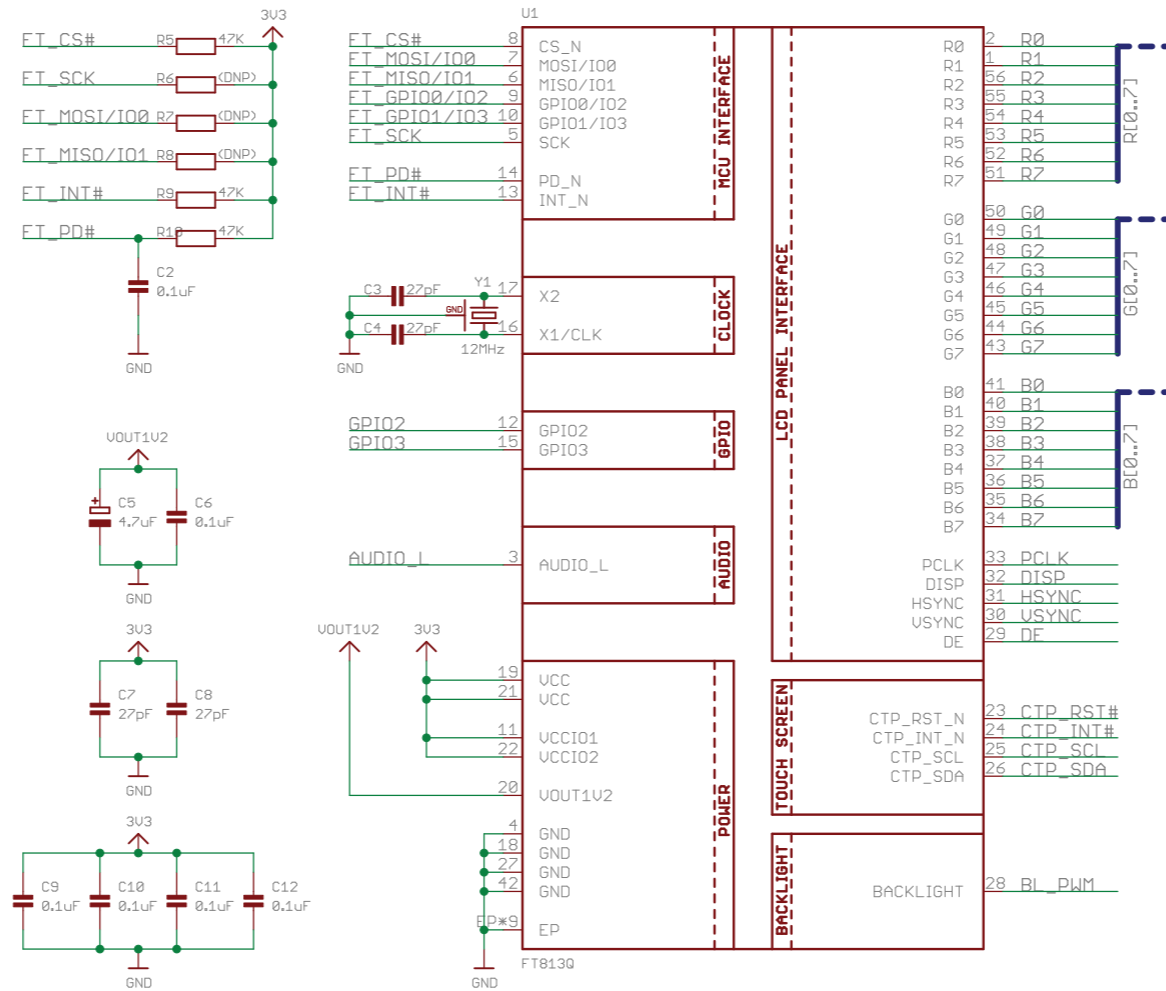 3V3
FT_CS# R5 47K
FT_SCK R6 (DNP)
FT_MOSI/IO0 R7 (DNP)
FT_MISO/IO1 R8 (DNP)
FT_INT# R9 47K
FT_PD# R10 47K
C2
0.1uF
GND
VOUT1V2
C5
4.7uF
C6
0.1uF
GND
3V3
C7
27pF
C8
27pF
GND
3V3
C9
0.1uF
C10
0.1uF
C11
0.1uF
C12
0.1uF
GND
U1
FT_CS# 8 CS_N
FT_MOSI/IO0 7 MOSI/IO0
FT_MISO/IO1 6 MISO/IO1
FT_GPIO0/IO2 9 GPIO0/IO2
FT_GPIO1/IO3 10 GPIO1/IO3
FT_SCK 5 SCK
FT_PD# 14 PD_N
FT_INT# 13 INT_N
MCU INTERFACE
C3 27pF Y1 17 X2
GND
C4 27pF 16 X1/CLK
12MHz
GND
CLOCK
GPIO2 12 GPIO2
GPIO3 15 GPIO3
GPIO
AUDIO_L 3 AUDIO_L
AUDIO
VOUT1V2
3V3
19 VCC
21 VCC
11 VCCIO1
22 VCCIO2
20 VOUT1V2
4 GND
18 GND
27 GND
42 GND
EP*9 EP
POWER
GND
FT813Q
LCD PANEL INTERFACE
R0 2 R0
R1 1 R1
R2 56 R2
R3 55 R3
R4 54 R4
R5 53 R5
R6 52 R6
R7 51 R7
R[0..7]
G0 50 G0
G1 49 G1
G2 48 G2
G3 47 G3
G4 46 G4
G5 45 G5
G6 44 G6
G7 43 G7
G[0..7]
B0 41 B0
B1 40 B1
B2 39 B2
B3 38 B3
B4 37 B4
B5 36 B5
B6 35 B6
B7 34 B7
B[0..7]
PCLK 33 PCLK
DISP 32 DISP
HSYNC 31 HSYNC
VSYNC 30 VSYNC
DE 29 DE
TOUCH SCREEN
CTP_RST_N 23 CTP_RST#
CTP_INT_N 24 CTP_INT#
CTP_SCL 25 CTP_SCL
CTP_SDA 26 CTP_SDA
BACKLIGHT
BACKLIGHT 28 BL_PWM